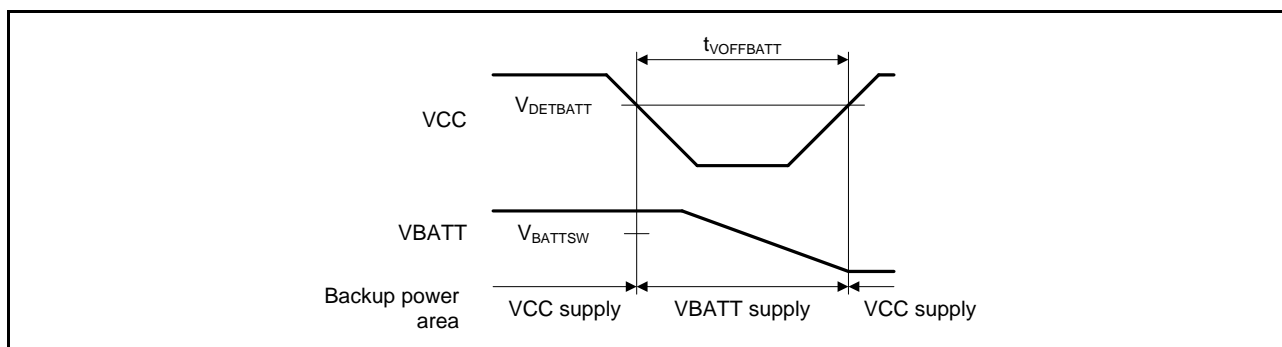 tVOFFBATT
VDETBATT
VCC
VBATT
VBATTSW
Backup power
area
VCC supply
VBATT supply
VCC supply